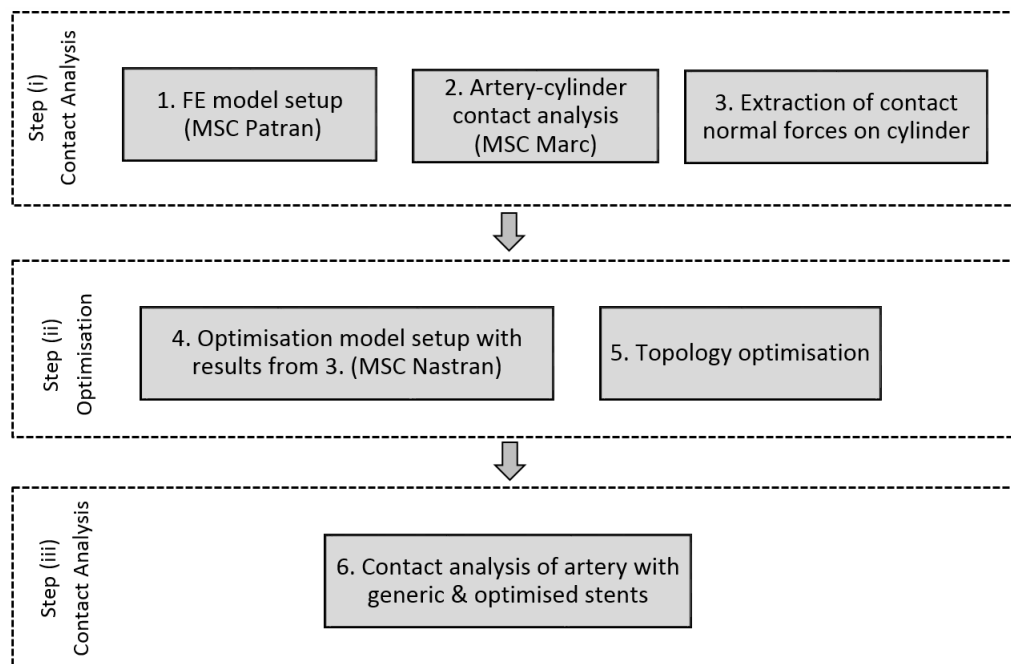 Step (i)
Contact Analysis
1. FE model setup
(MSC Patran)
2. Artery-cylinder
contact analysis
(MSC Marc)
3. Extraction of contact
normal forces on cylinder
Step (ii)
Optimisation
4. Optimisation model setup with
results from 3. (MSC Nastran)
5. Topology optimisation
Step (iii)
Contact Analysis
6. Contact analysis of artery with
generic & optimised stents